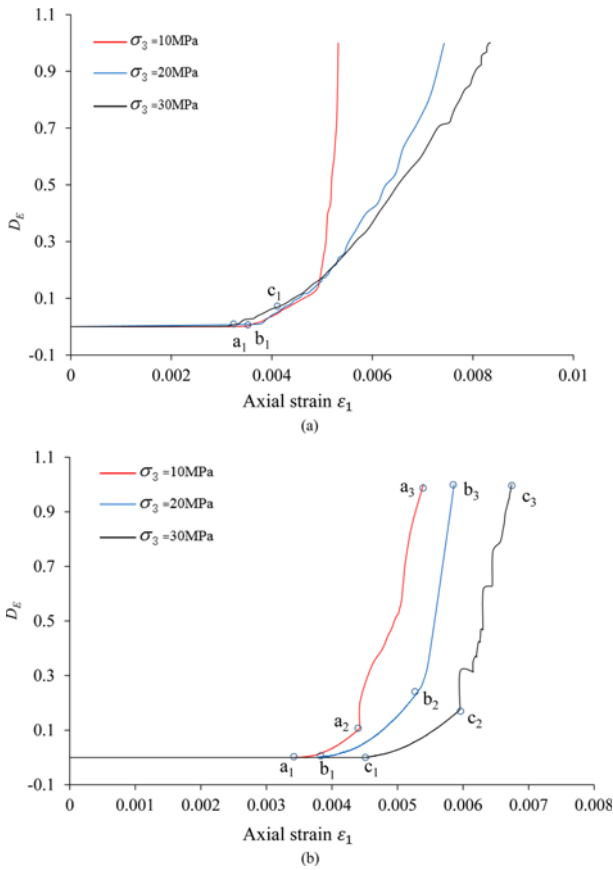 1.1
0.9
0.7
0.5
0.3
0.1
-0.1
D_E
σ₃ =10MPa
σ₃ =20MPa
σ₃ =30MPa
a₁
b₁
c₁
0
0.002
0.004
0.006
0.008
0.01
Axial strain ε₁
(a)
1.1
0.9
0.7
0.5
0.3
0.1
-0.1
D_E
σ₃ =10MPa
σ₃ =20MPa
σ₃ =30MPa
a₃
b₃
c₃
a₂
b₂
c₂
a₁
b₁
c₁
0
0.001
0.002
0.003
0.004
0.005
0.006
0.007
0.008
Axial strain ε₁
(b)